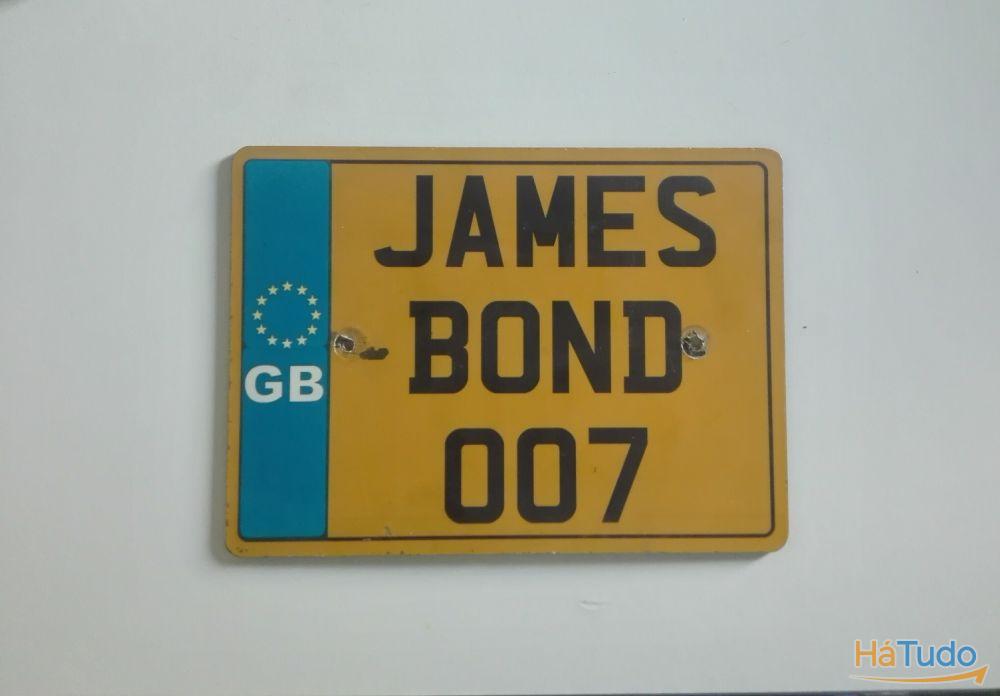 JAMES
BOND
007
GB
HáTudo